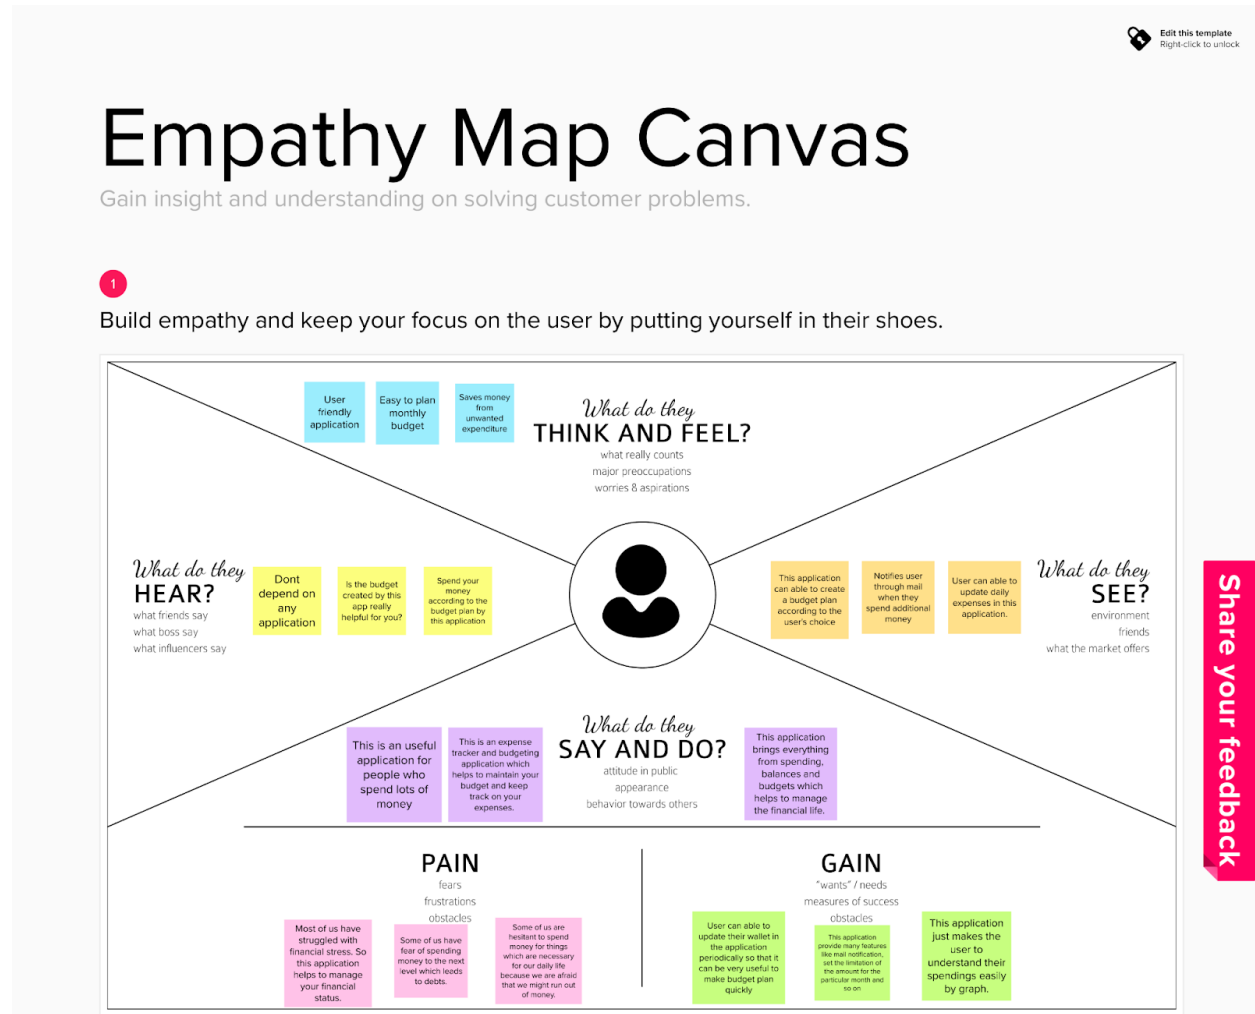 Edit this template
Right-click to unlock
Empathy Map Canvas
Gain insight and understanding on solving customer problems.
1
Build empathy and keep your focus on the user by putting yourself in their shoes.
User
friendly
application
Easy to plan
monthly
budget
Saves money
from
unwanted
expenditure
What do they
THINK AND FEEL?
what really counts
major preoccupations
worries & aspirations
What do they
HEAR?
what friends say
what boss say
what influencers say
Dont
depend on
any
application
Is the budget
created by this
app really
helpful for you?
Spend your
money
according to the
budget plan by
this application
This application
can able to create
a budget plan
according to the
user's choice
Notifies user
through mail
when they
spend additional
money
User can able to
update daily
expenses in this
application.
What do they
SEE?
environment
friends
what the market offers
This is an useful
application for
people who
spend lots of
money
This is an expense
tracker and budgeting
application which
helps to maintain your
budget and keep
track on your
expenses.
What do they
SAY AND DO?
attitude in public
appearance
behavior towards others
This application
brings everything
from spending,
balances and
budgets which
helps to manage
the financial life.
PAIN
fears
frustrations
obstacles
Most of us have
struggled with
financial stress. So
this application
helps to manage
your financial
status.
Some of us have
fear of spending
money to the next
level which leads
to debts.
Some of us are
hesitant to spend
money for things
which are necessary
for our daily life
because we are afraid
that we might run out
of money.
GAIN
"wants" / needs
measures of success
obstacles
User can able to
update their wallet in
the application
periodically so that it
can be very useful to
make budget plan
quickly
This application
provide many features
like mail notification,
set the limitation of
the amount for the
particular month and
so on
This application
just makes the
user to
understand their
spendings easily
by graph.
Share your feedback